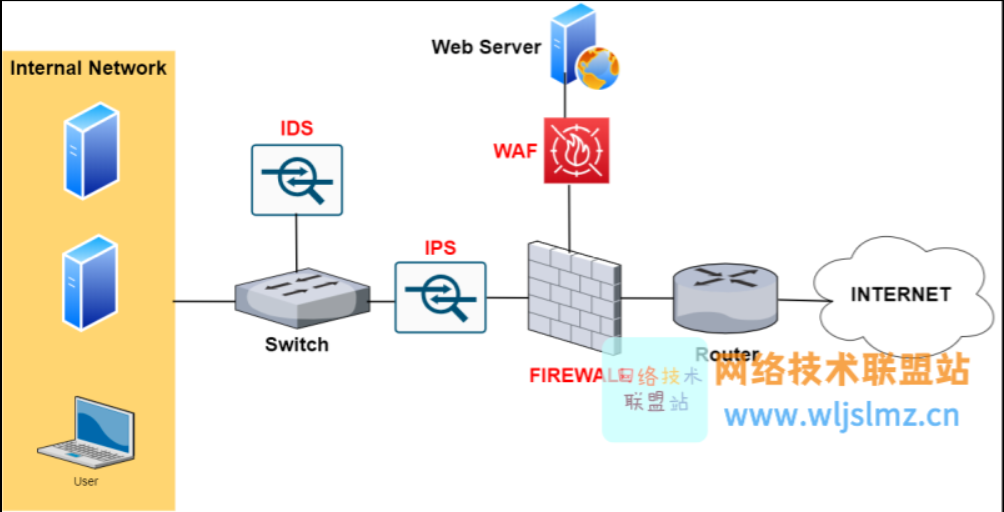 Web Server
Internal Network
IDS
WAF
IPS
INTERNET
Switch
Router
FIREWALL
User
网络技术
联盟站
网络技术联盟站
www.wljslmz.cn